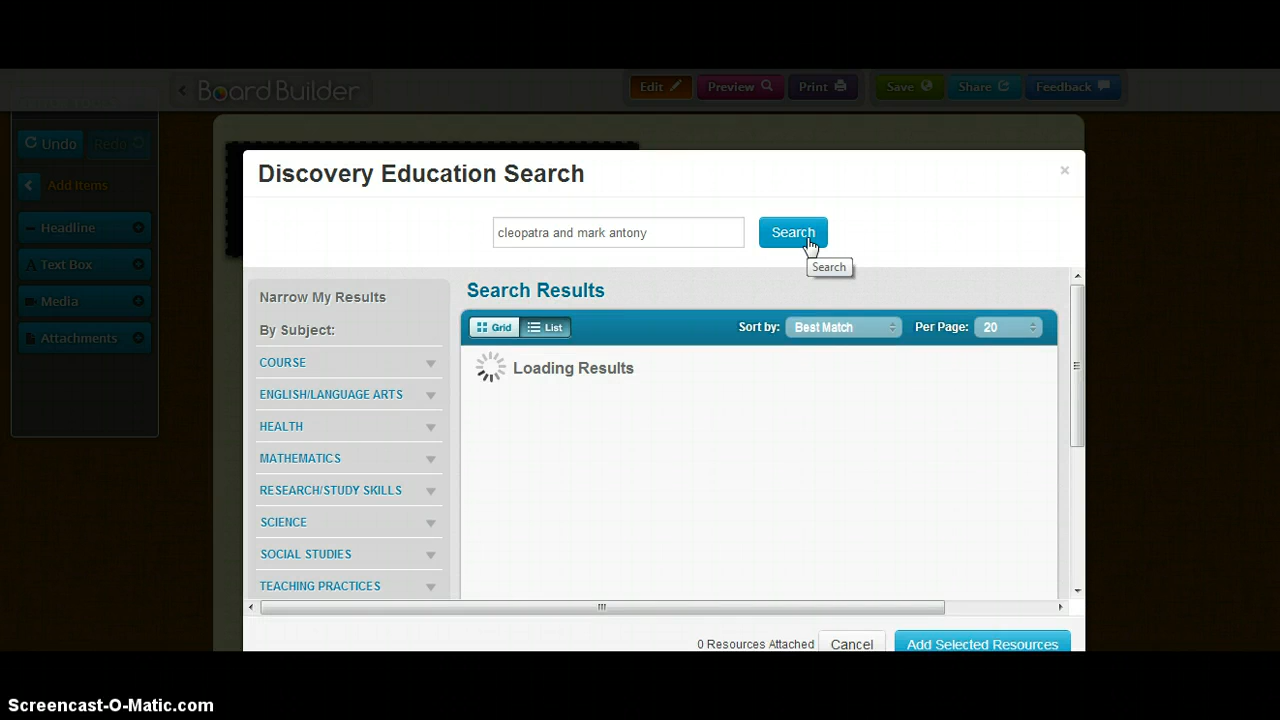 Board Builder
Edit
Preview
Print
Save
Share
Feedback
Undo
Redo
Add Items
Headline
Text Box
Media
Attachments
Discovery Education Search
×
cleopatra and mark antony
Search
Search
Narrow My Results
By Subject:
COURSE
ENGLISH/LANGUAGE ARTS
HEALTH
MATHEMATICS
RESEARCH/STUDY SKILLS
SCIENCE
SOCIAL STUDIES
TEACHING PRACTICES
Search Results
Grid
List
Sort by: Best Match
Per Page: 20
Loading Results
0 Resources Attached
Cancel
Add Selected Resources
Screencast-O-Matic.com